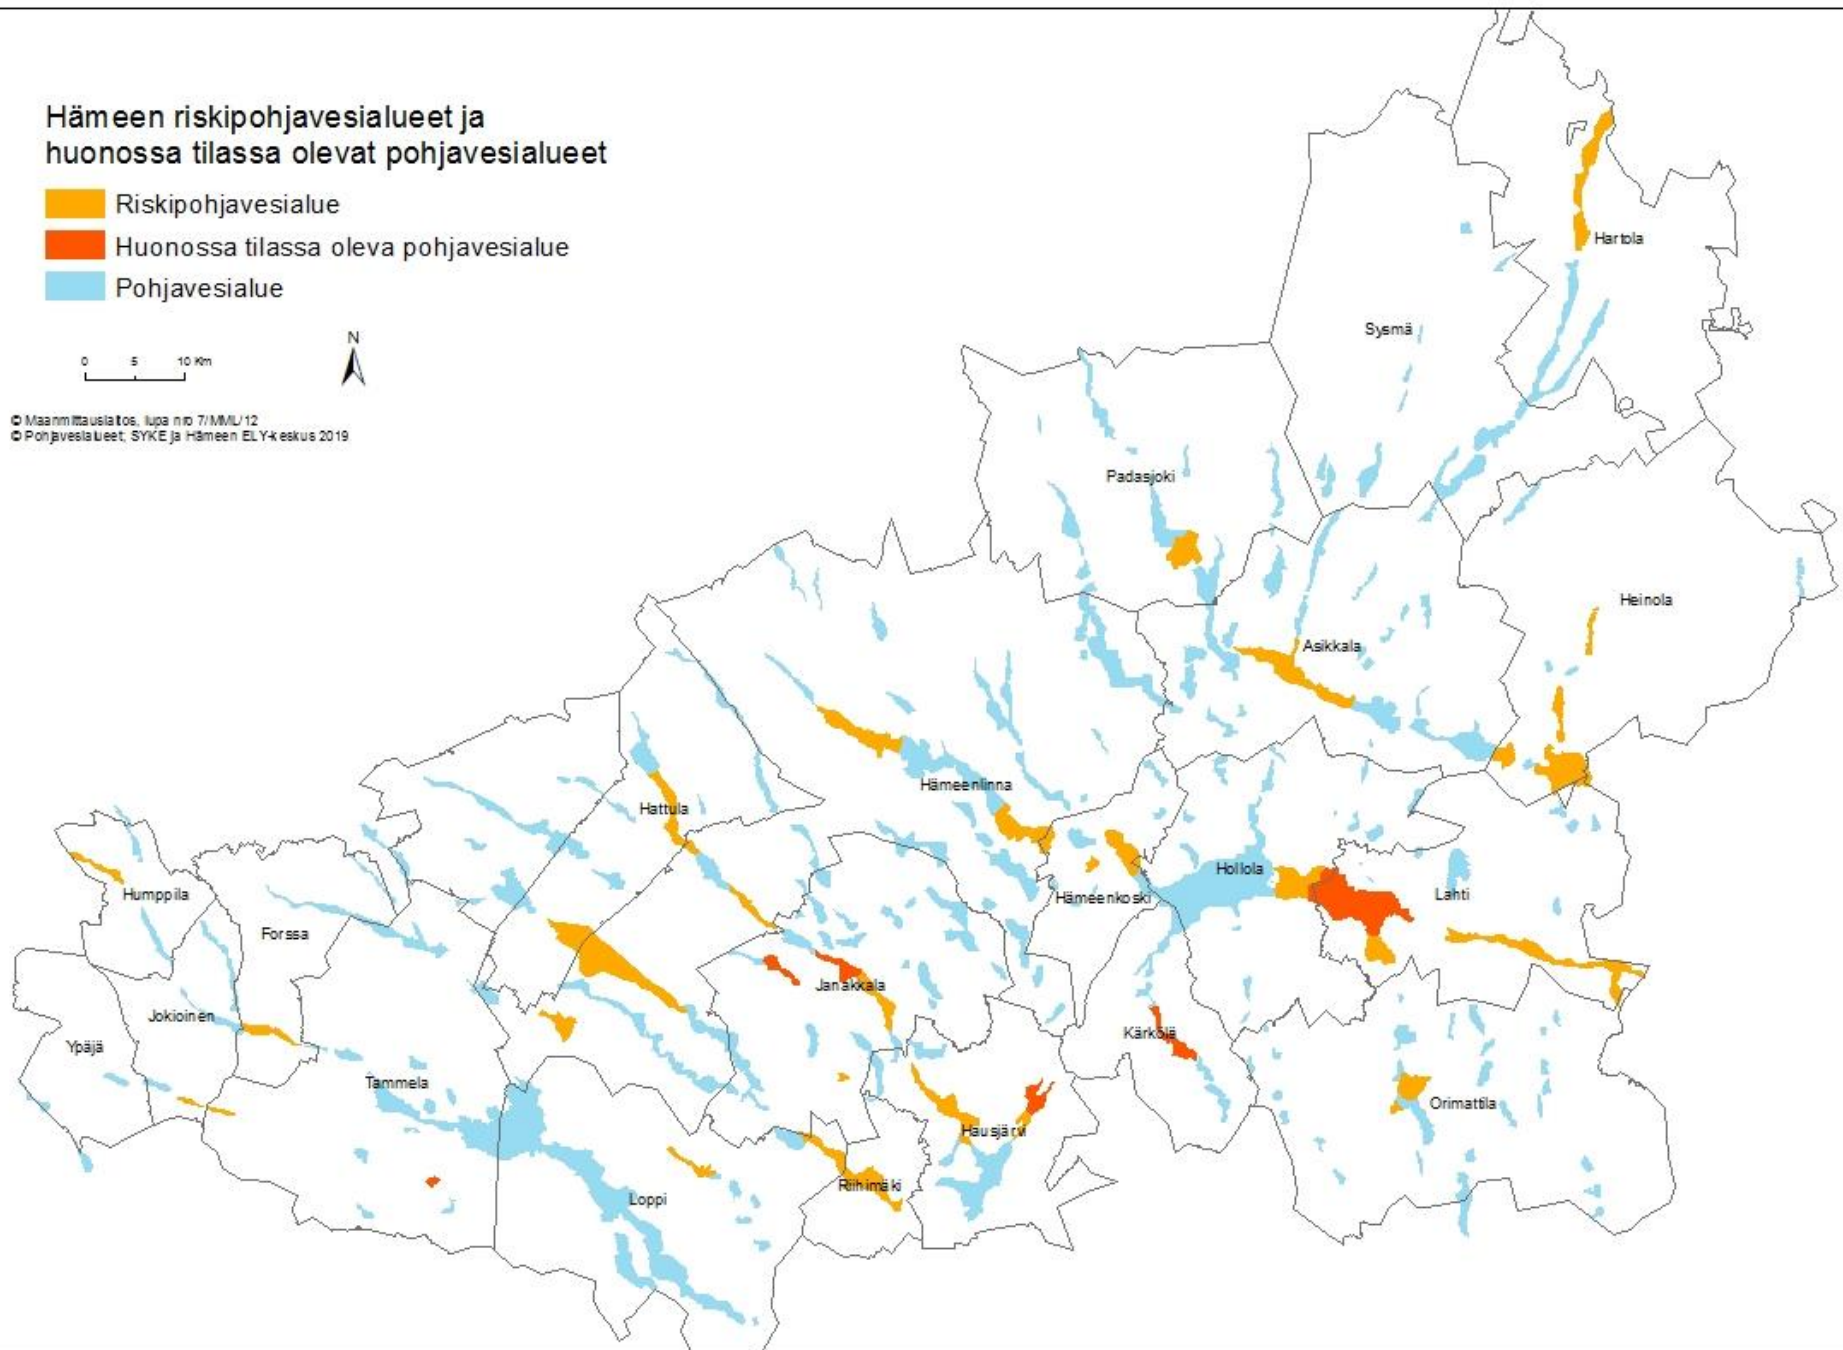 Hämeen riskipohjavesialueet ja
huonossa tilassa olevat pohjavesialueet
Riskipohjavesialue
Huonossa tilassa oleva pohjavesialue
Pohjavesialue
0 5 10 Km
N
© Maanmittauslaitos, lupa nro 7/MML/12
© Pohjavesialueet; SYKE ja Hämeen ELY-keskus 2019
Hartola
Sysmä
Padasjoki
Heinola
Asikkala
Hämeenlinna
Hattula
Hollola
Humppila
Hämeenkoski
Lahti
Forssa
Janakkala
Jokioinen
Kärkölä
Ypäjä
Tammela
Orimattila
Hausjärvi
Riihimäki
Loppi